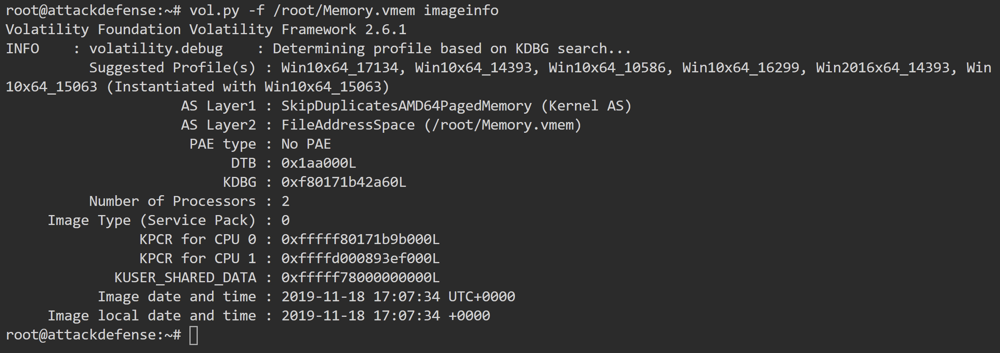 root@attackdefense:~# vol.py -f /root/Memory.vmem imageinfo
Volatility Foundation Volatility Framework 2.6.1
INFO    : volatility.debug    : Determining profile based on KDBG search...
          Suggested Profile(s) : Win10x64_17134, Win10x64_14393, Win10x64_10586, Win10x64_16299, Win2016x64_14393, Win
10x64_15063 (Instantiated with Win10x64_15063)
                     AS Layer1 : SkipDuplicatesAMD64PagedMemory (Kernel AS)
                     AS Layer2 : FileAddressSpace (/root/Memory.vmem)
                      PAE type : No PAE
                           DTB : 0x1aa000L
                          KDBG : 0xf80171b42a60L
          Number of Processors : 2
     Image Type (Service Pack) : 0
                KPCR for CPU 0 : 0xfffff80171b9b000L
                KPCR for CPU 1 : 0xffffd000893ef000L
             KUSER_SHARED_DATA : 0xfffff78000000000L
           Image date and time : 2019-11-18 17:07:34 UTC+0000
     Image local date and time : 2019-11-18 17:07:34 +0000
root@attackdefense:~#